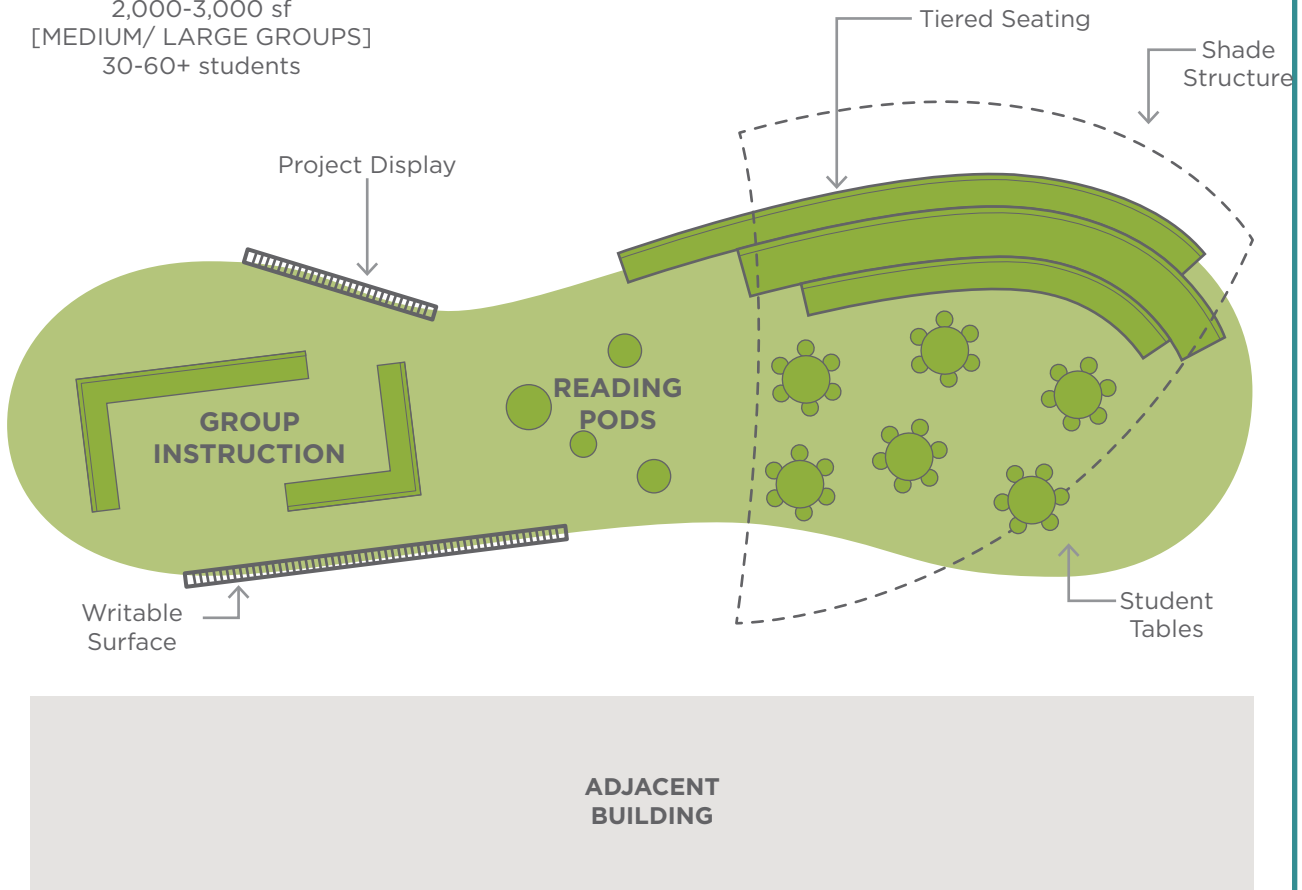 2,000-3,000 sf
[MEDIUM/ LARGE GROUPS]
30-60+ students
Tiered Seating
Shade
Structure
Project Display
READING
PODS
GROUP
INSTRUCTION
Writable
Surface
Student
Tables
ADJACENT
BUILDING